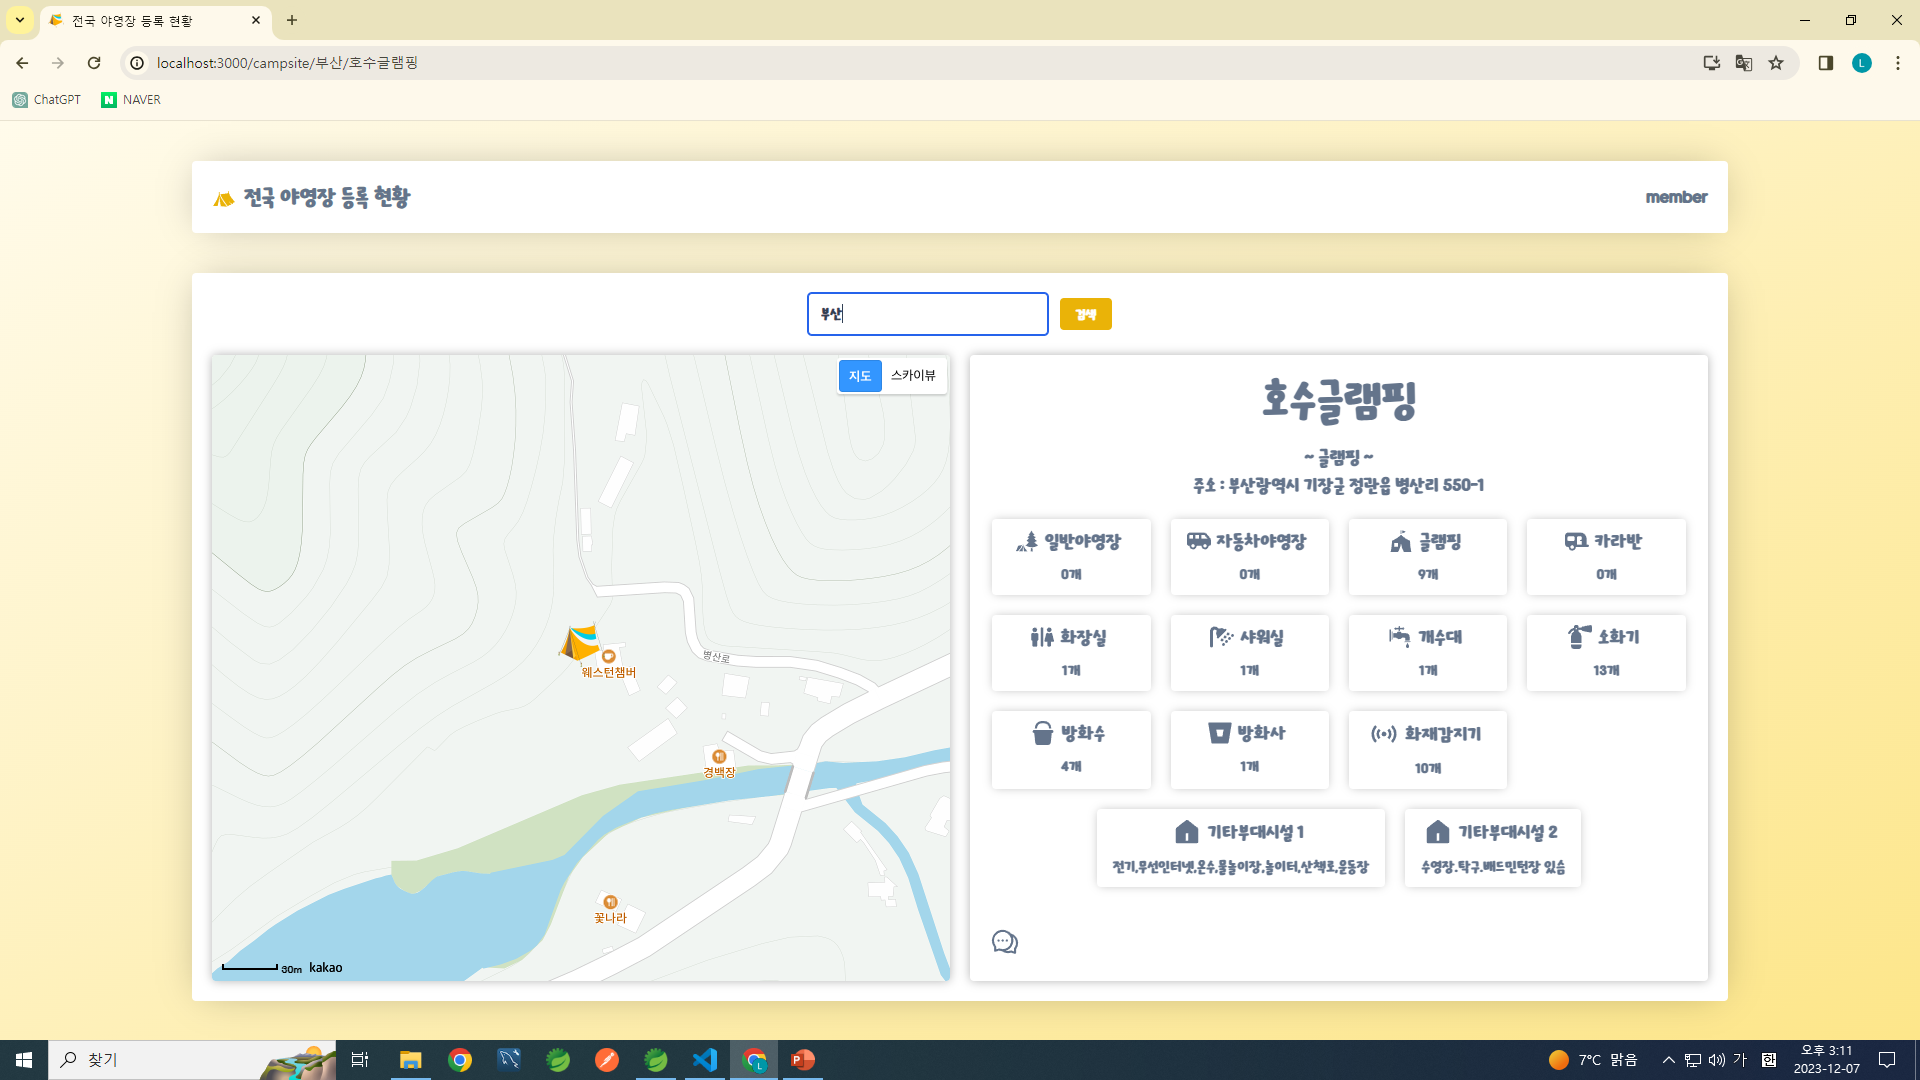 전국 야영장 등록 현황
localhost:3000/campsite/부산/호수글램핑
L
ChatGPT
NAVER
전국 야영장 등록 현황
member
부산
검색
지도
스카이뷰
병산로
웨스턴챔버
경백장
꽃나라
30m
kakao
호수글램핑
~ 글램핑 ~
주소 : 부산광역시 기장군 정관읍 병산리 550-1
일반야영장
0개
자동차야영장
0개
글램핑
9개
카라반
0개
화장실
1개
샤워실
1개
개수대
1개
소화기
13개
방화수
4개
방화사
1개
화재감지기
10개
기타부대시설 1
전기,무선인터넷,온수,물놀이장,놀이터,산책로,운동장
기타부대시설 2
수영장.탁구.배드민턴장 있음
찾기
7°C 맑음
가
한
오후 3:11
2023-12-07